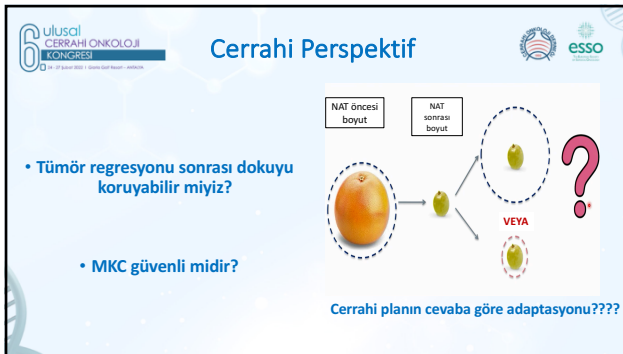 6. ulusal
CERRAHİ ONKOLOJİ
KONGRESİ
Cerrahi Perspektif
esso
NAT öncesi
boyut
NAT
sonrası
boyut
• Tümör regresyonu sonrası dokuyu
koruyabilir miyiz?
VEYA
• MKC güvenli midir?
Cerrahi planın cevaba göre adaptasyonu????